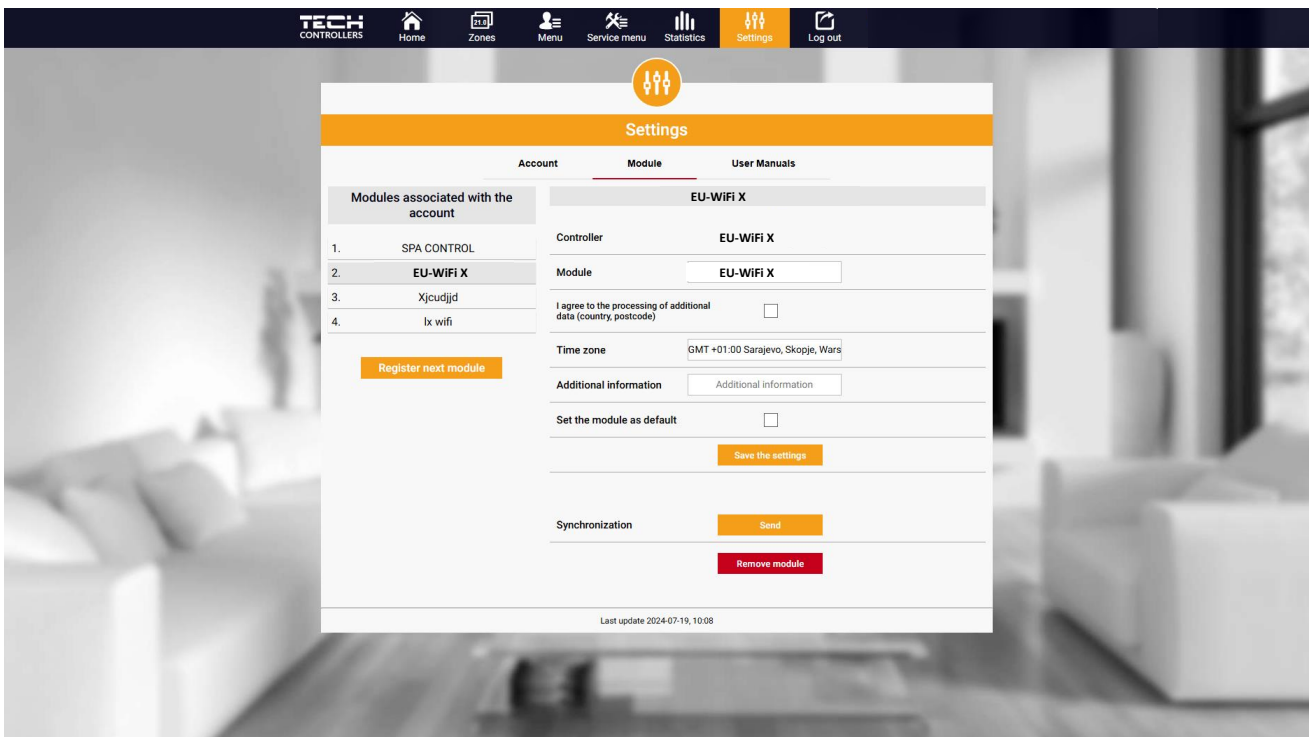 TECH
CONTROLLERS
Home
21.0
Zones
Menu
Service menu
Statistics
Settings
Log out
Settings
Account
Module
User Manuals
Modules associated with the
account
1. SPA CONTROL
2. EU-WiFi X
3. Xjcudjjd
4. lx wifi
Register next module
EU-WiFi X
Controller EU-WiFi X
Module EU-WiFi X
I agree to the processing of additional
data (country, postcode)
Time zone GMT +01:00 Sarajevo, Skopje, Wars
Additional information Additional information
Set the module as default
Save the settings
Synchronization Send
Remove module
Last update 2024-07-19, 10:08